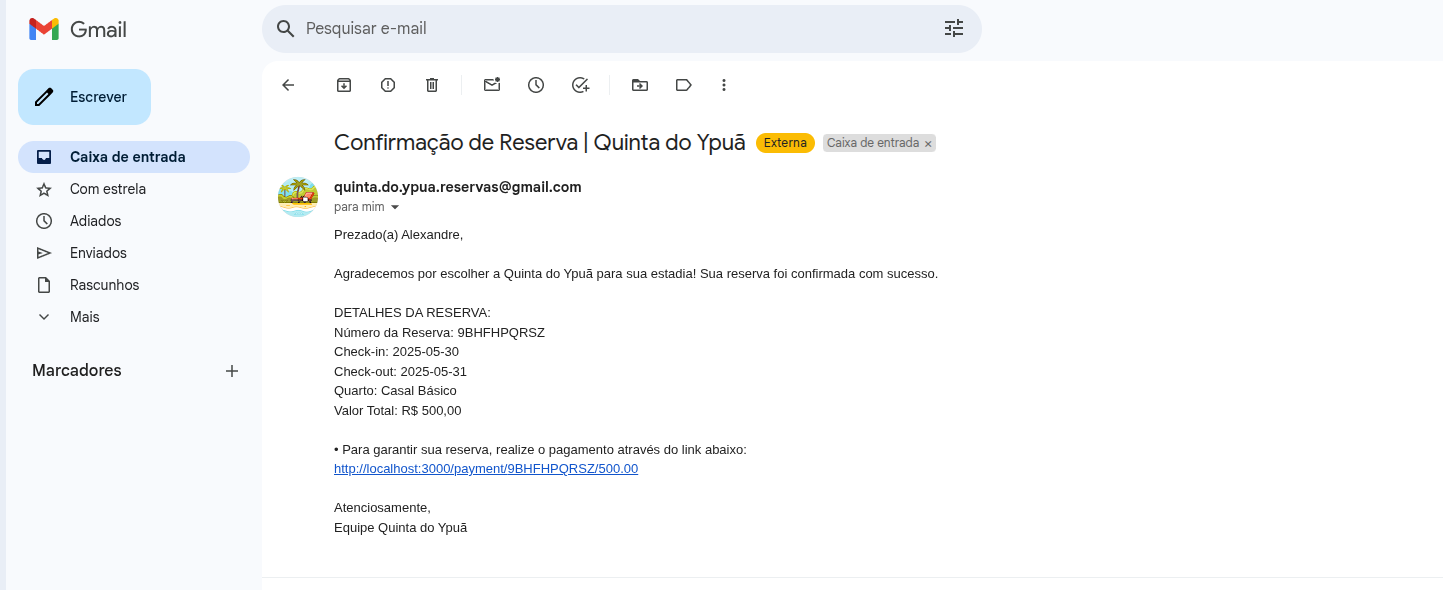 Gmail
Pesquisar e-mail
Escrever
Caixa de entrada
Com estrela
Adiados
Enviados
Rascunhos
Mais
Marcadores
Confirmação de Reserva | Quinta do Ypuã Externa Caixa de entrada ×
quinta.do.ypua.reservas@gmail.com
para mim
Prezado(a) Alexandre,
Agradecemos por escolher a Quinta do Ypuã para sua estadia! Sua reserva foi confirmada com sucesso.
DETALHES DA RESERVA:
Número da Reserva: 9BHFHPQRSZ
Check-in: 2025-05-30
Check-out: 2025-05-31
Quarto: Casal Básico
Valor Total: R$ 500,00
• Para garantir sua reserva, realize o pagamento através do link abaixo:
http://localhost:3000/payment/9BHFHPQRSZ/500.00
Atenciosamente,
Equipe Quinta do Ypuã